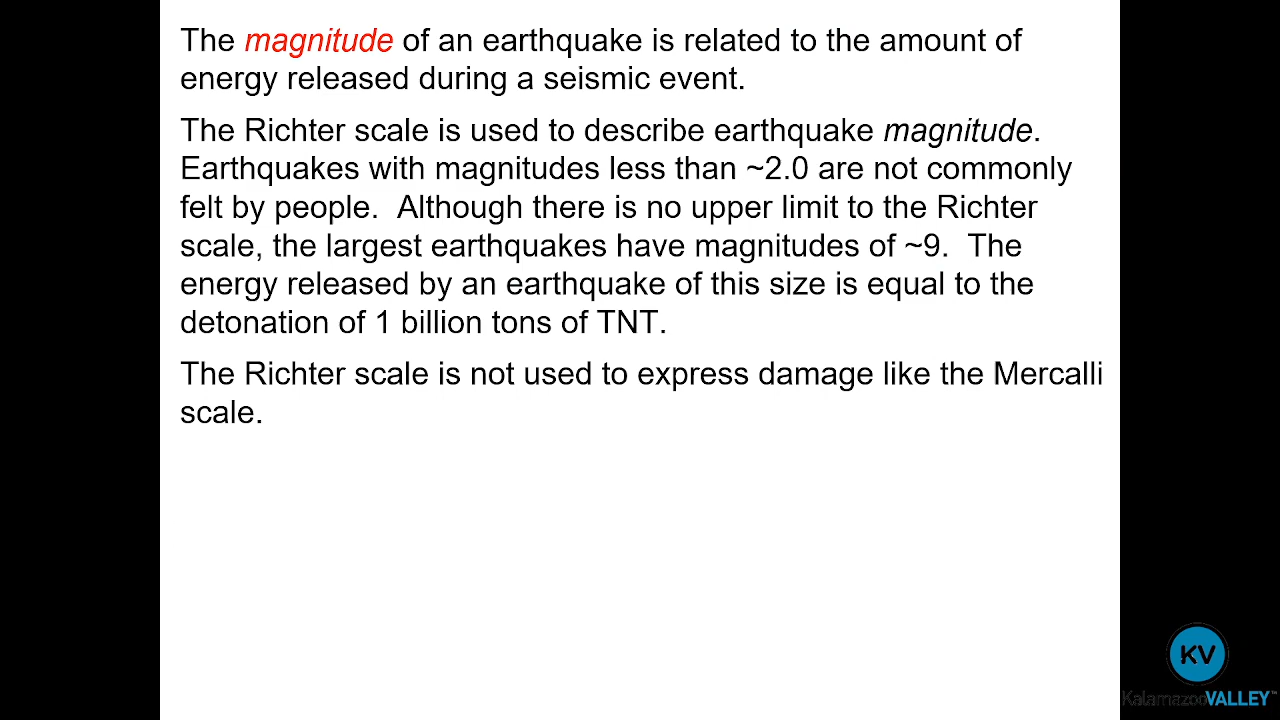 The magnitude of an earthquake is related to the amount of
energy released during a seismic event.
The Richter scale is used to describe earthquake magnitude.
Earthquakes with magnitudes less than ~2.0 are not commonly
felt by people.  Although there is no upper limit to the Richter
scale, the largest earthquakes have magnitudes of ~9.  The
energy released by an earthquake of this size is equal to the
detonation of 1 billion tons of TNT.
The Richter scale is not used to express damage like the Mercalli
scale.
KV
KalamazooVALLEY™